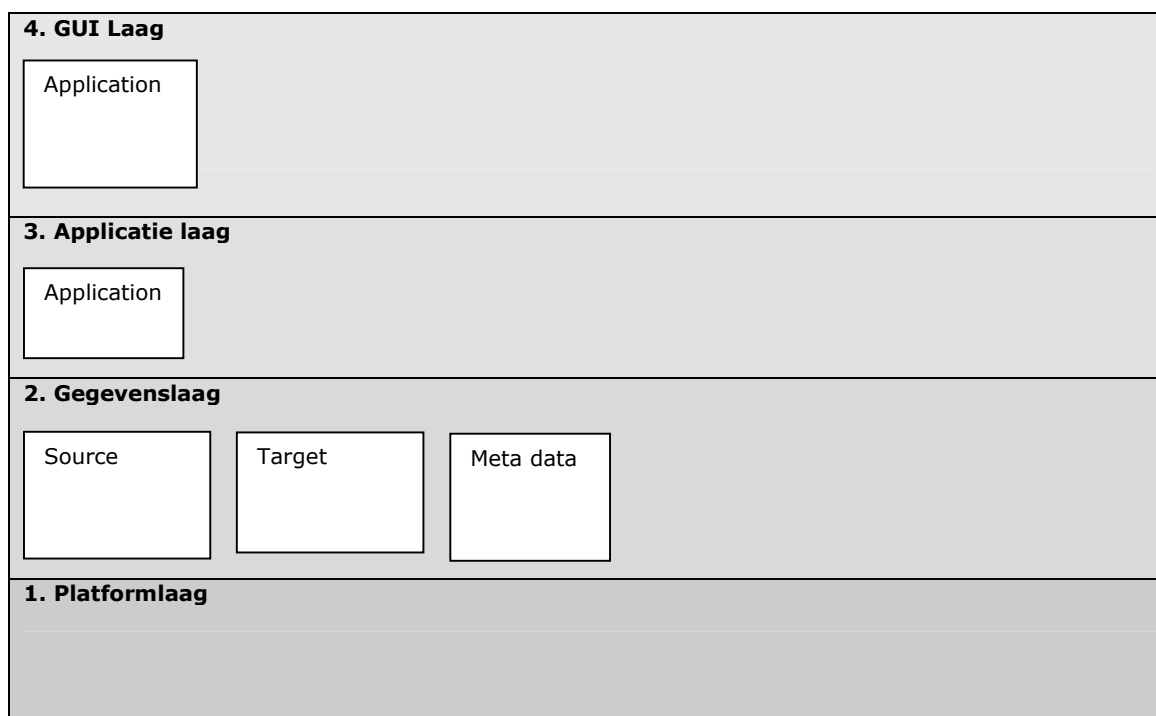 4. GUI Laag
Application
3. Applicatie laag
Application
2. Gegevenslaag
Source
Target
Meta data
1. Platformlaag